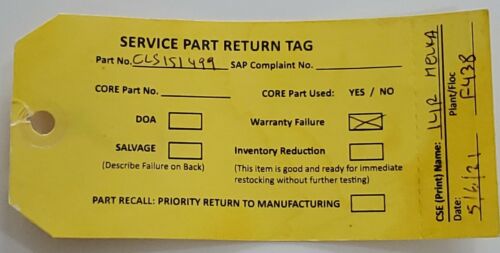 SERVICE PART RETURN TAG
Part No. CLS151499 SAP Complaint No.
CORE Part No. CORE Part Used: YES / NO
DOA Warranty Failure
SALVAGE Inventory Reduction
(Describe Failure on Back) (This item is good and ready for immediate
restocking without further testing)
PART RECALL: PRIORITY RETURN TO MANUFACTURING
CSE (Print) Name:
Plant/Floc F438
Date: 5/6/21